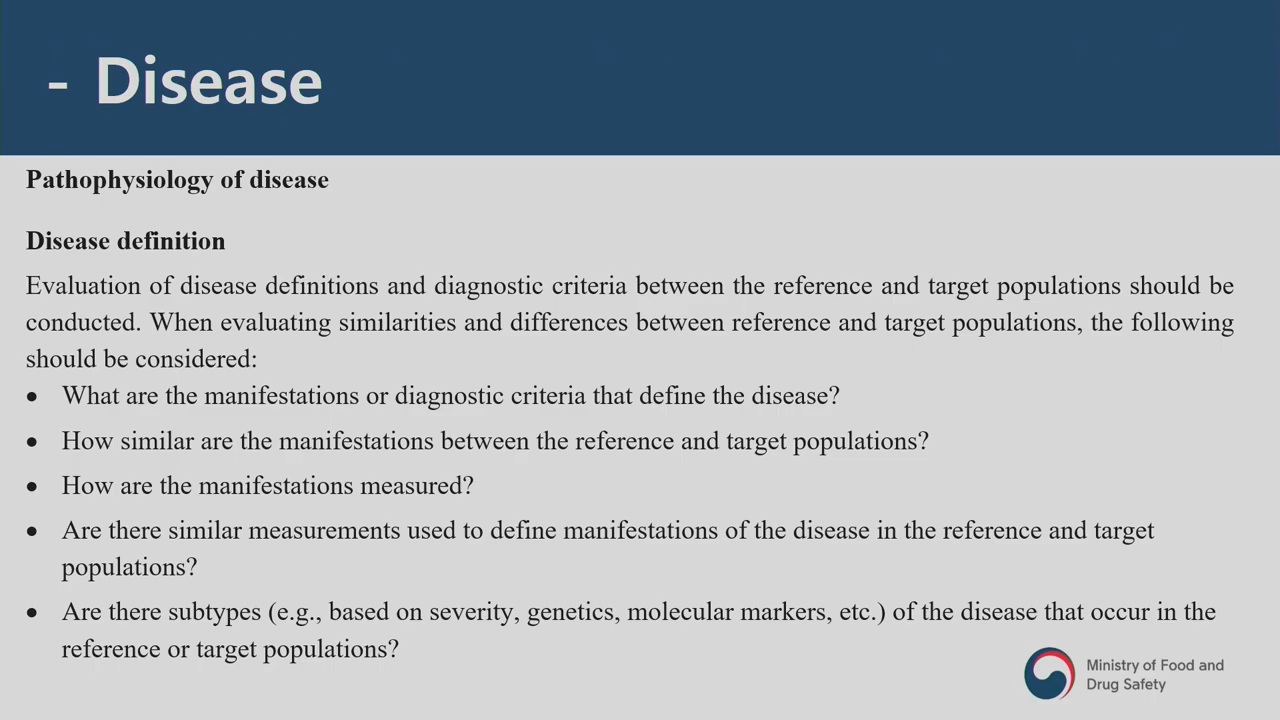 - Disease
Pathophysiology of disease
Disease definition
Evaluation of disease definitions and diagnostic criteria between the reference and target populations should be
conducted. When evaluating similarities and differences between reference and target populations, the following
should be considered:
• What are the manifestations or diagnostic criteria that define the disease?
• How similar are the manifestations between the reference and target populations?
• How are the manifestations measured?
• Are there similar measurements used to define manifestations of the disease in the reference and target
populations?
• Are there subtypes (e.g., based on severity, genetics, molecular markers, etc.) of the disease that occur in the
reference or target populations?
Ministry of Food and
Drug Safety